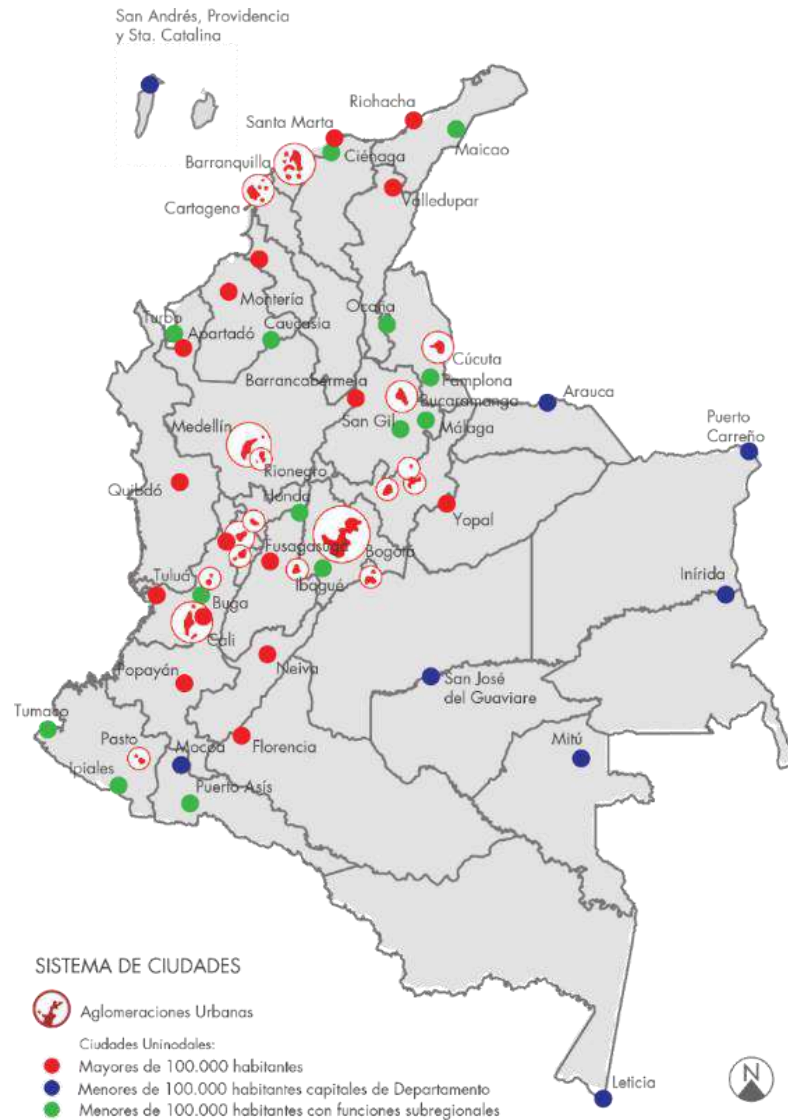 San Andrés, Providencia
y Sta. Catalina
Riohacha
Santa Marta
Ciénaga
Maicao
Barranquilla
Cartagena
Valledupar
Montería
Ocaña
Turbo
Apartadó
Caucasia
Cúcuta
Barrancabermeja
Pamplona
Bucaramanga
Arauca
Medellín
San Gil
Málaga
Puerto
Carreño
Rionegro
Quibdó
Honda
Yopal
Fusagasugá
Bogotá
Tuluá
Ibagué
Inírida
Buga
Cali
Neiva
Popayán
San José
del Guaviare
Tumaco
Pasto
Mocoa
Florencia
Mitú
Ipiales
Puerto Asís
SISTEMA DE CIUDADES
Aglomeraciones Urbanas
Ciudades Uninodales:
Mayores de 100.000 habitantes
Menores de 100.000 habitantes capitales de Departamento
Menores de 100.000 habitantes con funciones subregionales
Leticia
N